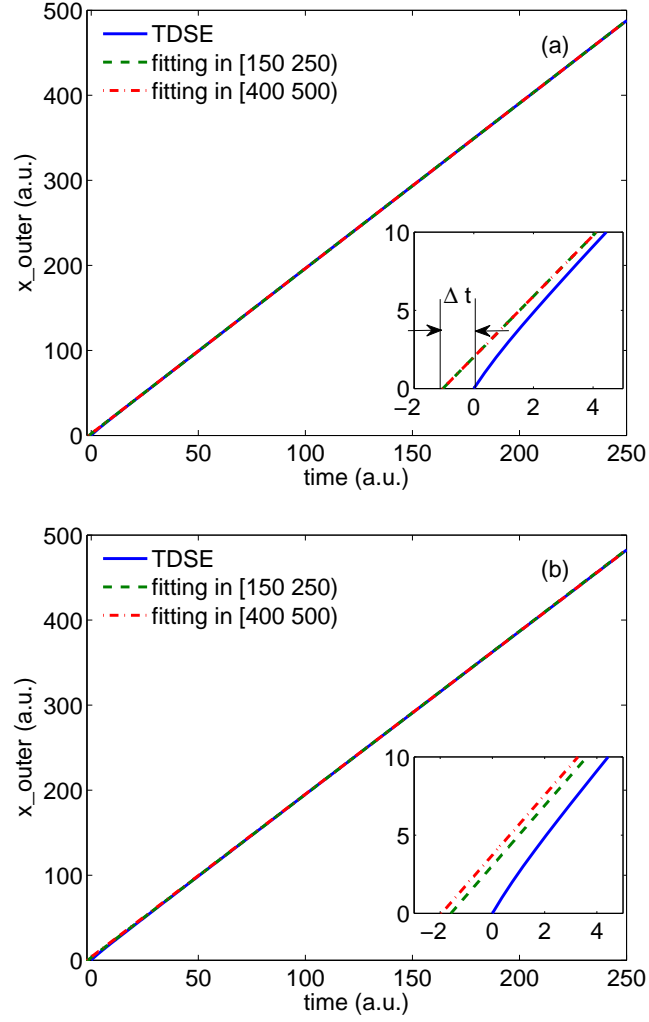 500
400
300
200
100
0
x_outer (a.u.)
TDSE
fitting in [150 250)
fitting in [400 500)
(a)
10
5
0
Δ t
−2 0 2 4
0 50 100 150 200 250
time (a.u.)
500
400
300
200
100
0
x_outer (a.u.)
TDSE
fitting in [150 250)
fitting in [400 500)
(b)
10
5
0
−2 0 2 4
0 50 100 150 200 250
time (a.u.)